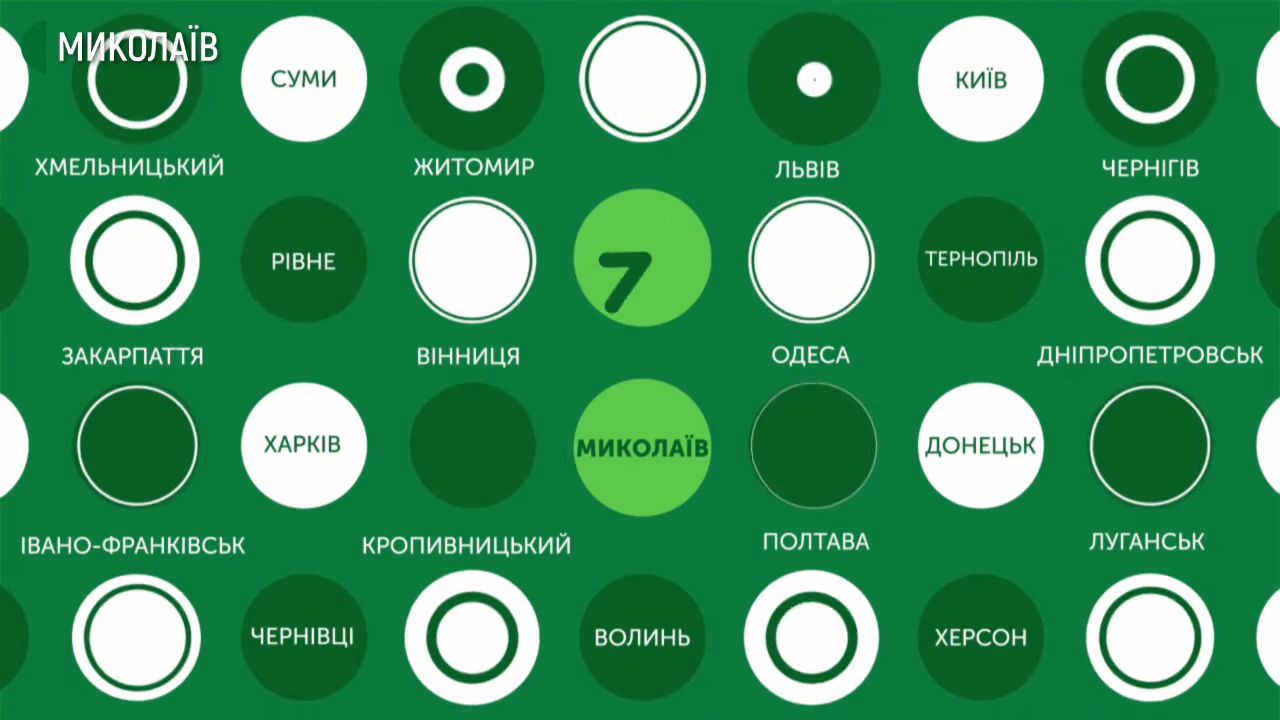 МИКОЛАЇВ
СУМИ
КИЇВ
ХМЕЛЬНИЦЬКИЙ
ЖИТОМИР
ЛЬВІВ
ЧЕРНІГІВ
РІВНЕ
7
ТЕРНОПІЛЬ
ЗАКАРПАТТЯ
ВІННИЦЯ
ОДЕСА
ДНІПРОПЕТРОВСЬК
ХАРКІВ
МИКОЛАЇВ
ДОНЕЦЬК
ІВАНО-ФРАНКІВСЬК
КРОПИВНИЦЬКИЙ
ПОЛТАВА
ЛУГАНСЬК
ЧЕРНІВЦІ
ВОЛИНЬ
ХЕРСОН